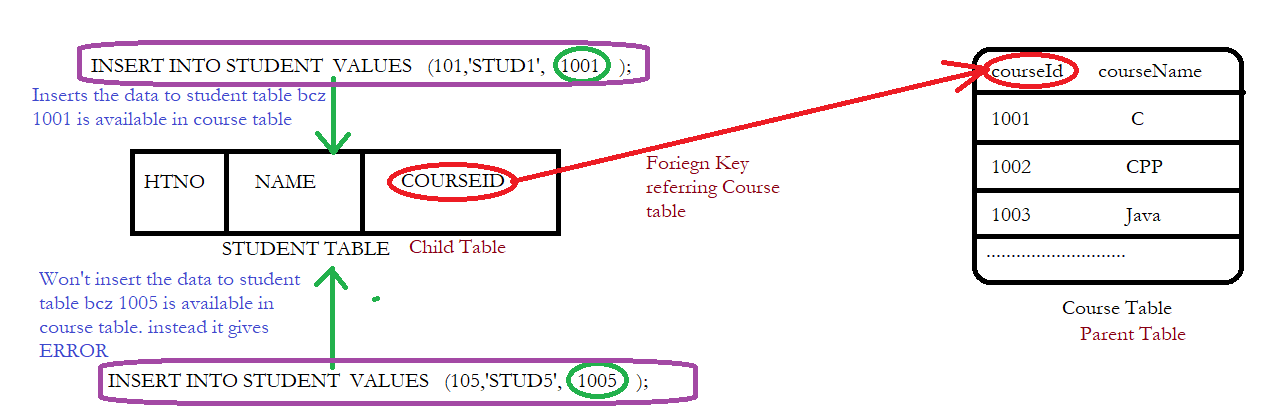 INSERT INTO STUDENT VALUES (101,'STUD1', 1001 );
Inserts the data to student table bcz
1001 is available in course table
HTNO NAME COURSEID
STUDENT TABLE Child Table
Foriegn Key
referring Course
table
courseId courseName
1001 C
1002 CPP
1003 Java
............................
Course Table
Parent Table
Won't insert the data to student
table bcz 1005 is available in
course table. instead it gives
ERROR
INSERT INTO STUDENT VALUES (105,'STUD5', 1005 );